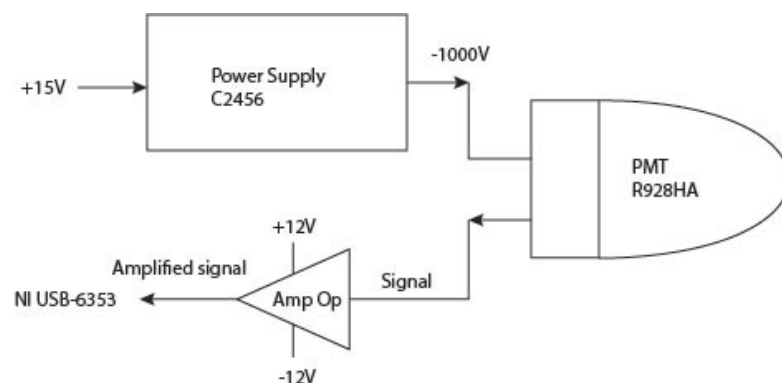 -1000V
Power Supply
C2456
+15V
PMT
R928HA
+12V
Amplified signal
Signal
NI USB-6353
Amp Op
-12V